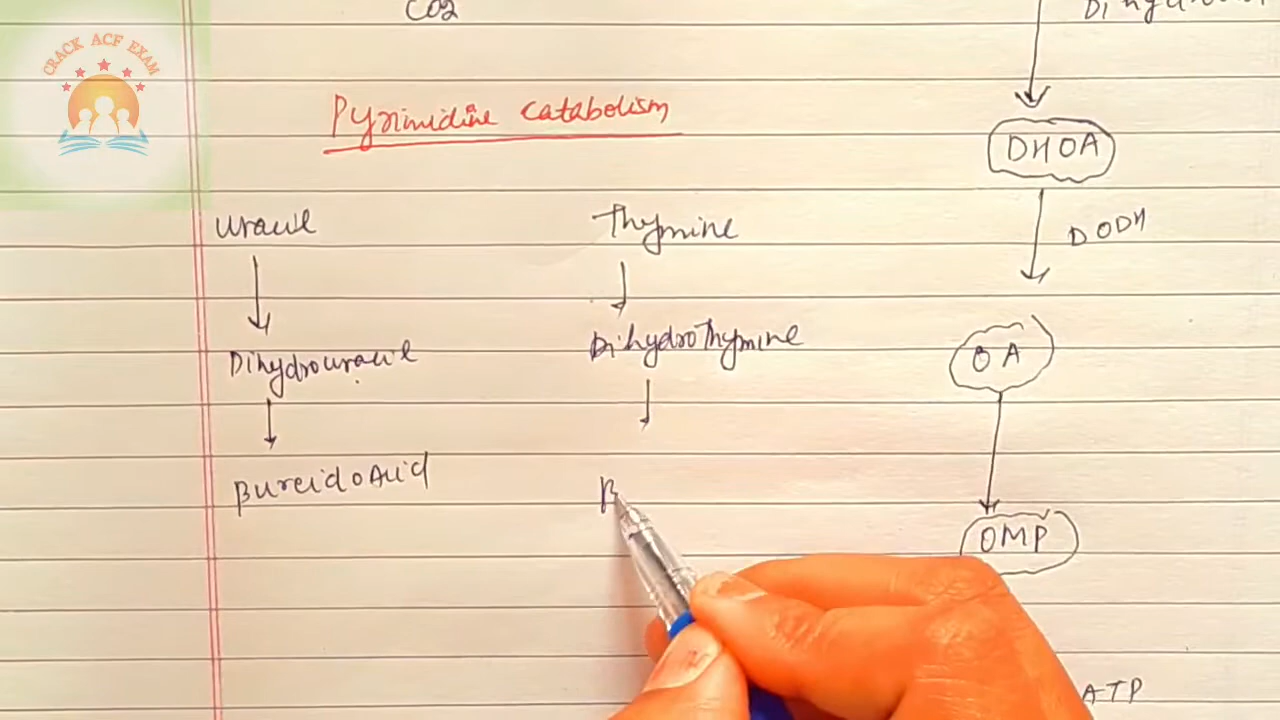 CO2
CRACK ACF EXAM
Pyrimidine catabolism
DHOA
Uracil
Thymine
DODH
Dihydrouracil
DihydroThymine
OA
βureidoAcid
β
OMP
ATP